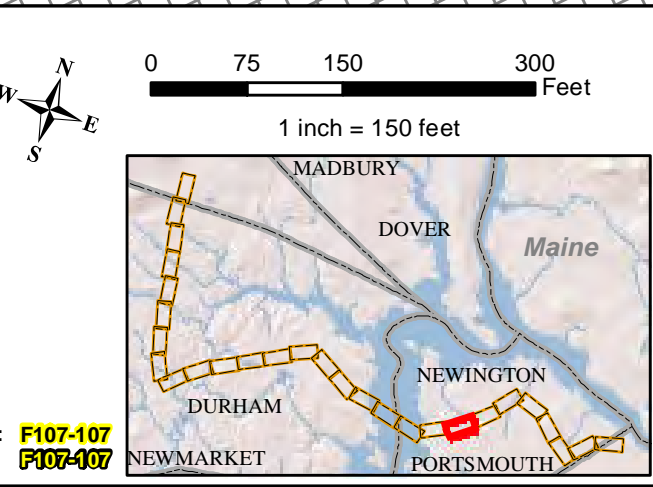 N
W
E
S
0 75 150 300
Feet
1 inch = 150 feet
MADBURY
DOVER
Maine
NEWINGTON
DURHAM
: F107-107
F107-107
NEWMARKET
PORTSMOUTH